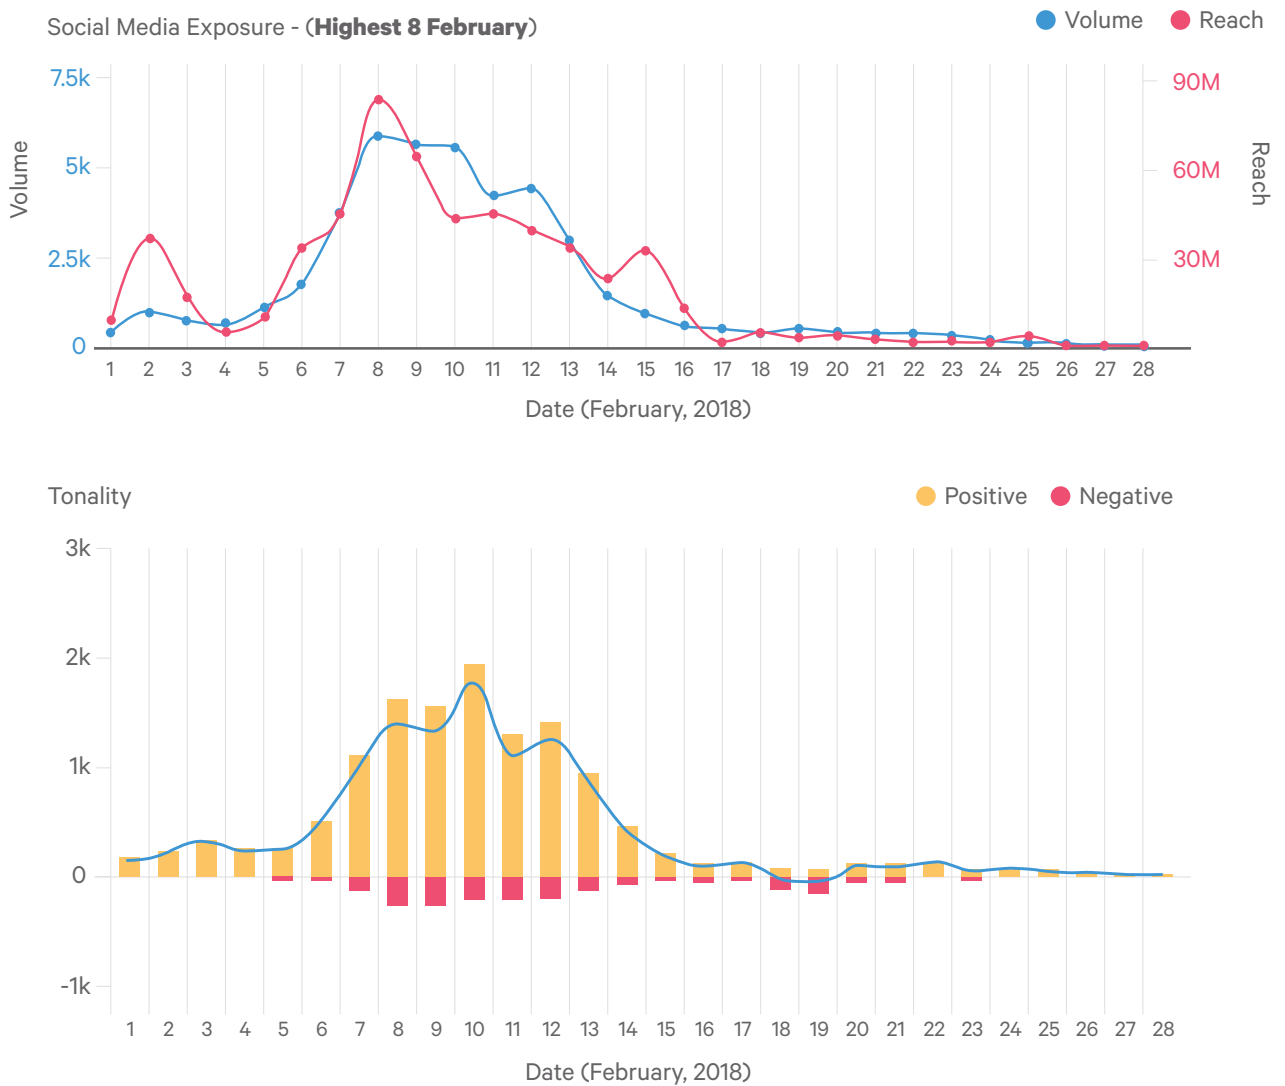 Social Media Exposure - (Highest 8 February)
Volume Reach
7.5k
5k
2.5k
0
Volume
90M
60M
30M
Reach
1 2 3 4 5 6 7 8 9 10 11 12 13 14 15 16 17 18 19 20 21 22 23 24 25 26 27 28
Date (February, 2018)
Tonality
Positive Negative
3k
2k
1k
0
-1k
1 2 3 4 5 6 7 8 9 10 11 12 13 14 15 16 17 18 19 20 21 22 23 24 25 26 27 28
Date (February, 2018)